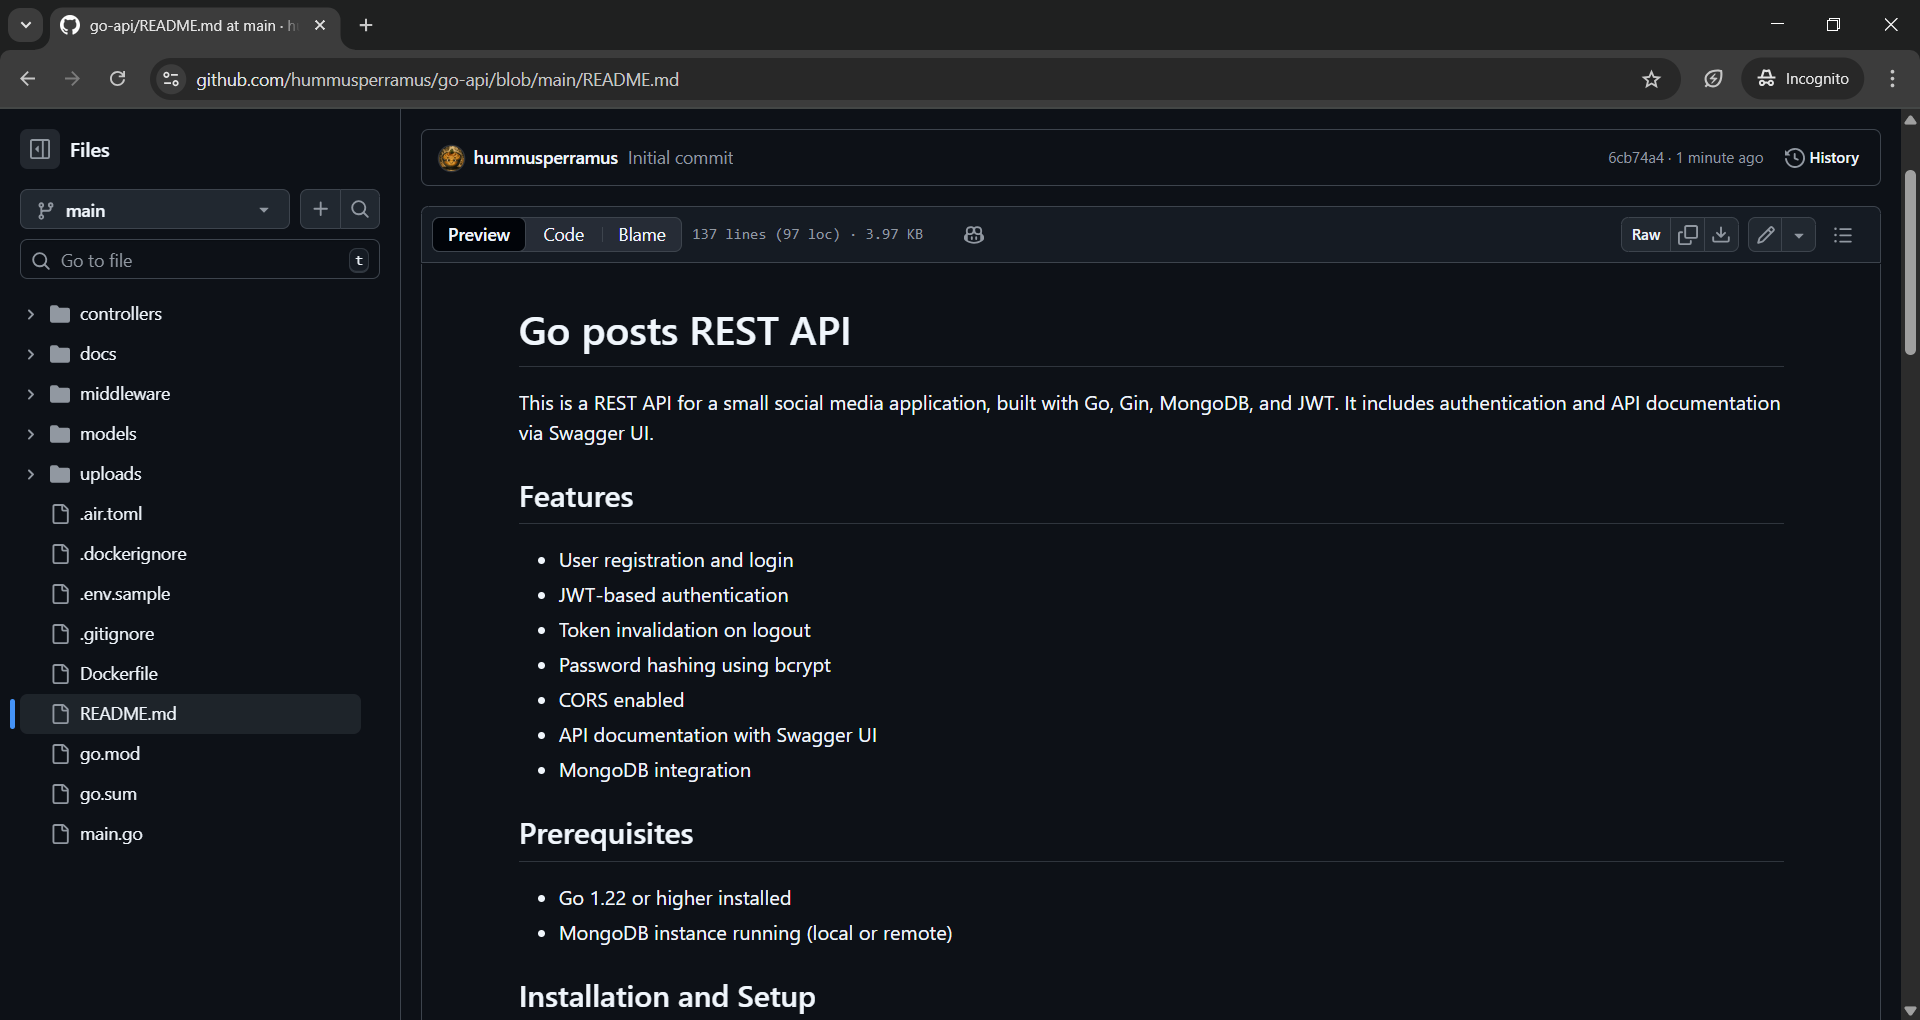 go-api/README.md at main · h
github.com/hummusperramus/go-api/blob/main/README.md
Incognito
Files
main
Go to file
t
controllers
docs
middleware
models
uploads
.air.toml
.dockerignore
.env.sample
.gitignore
Dockerfile
README.md
go.mod
go.sum
main.go
hummusperramus Initial commit
6cb74a4 · 1 minute ago
History
Preview
Code
Blame
137 lines (97 loc) · 3.97 KB
Raw
Go posts REST API
This is a REST API for a small social media application, built with Go, Gin, MongoDB, and JWT. It includes authentication and API documentation
via Swagger UI.
Features
• User registration and login
• JWT-based authentication
• Token invalidation on logout
• Password hashing using bcrypt
• CORS enabled
• API documentation with Swagger UI
• MongoDB integration
Prerequisites
• Go 1.22 or higher installed
• MongoDB instance running (local or remote)
Installation and Setup